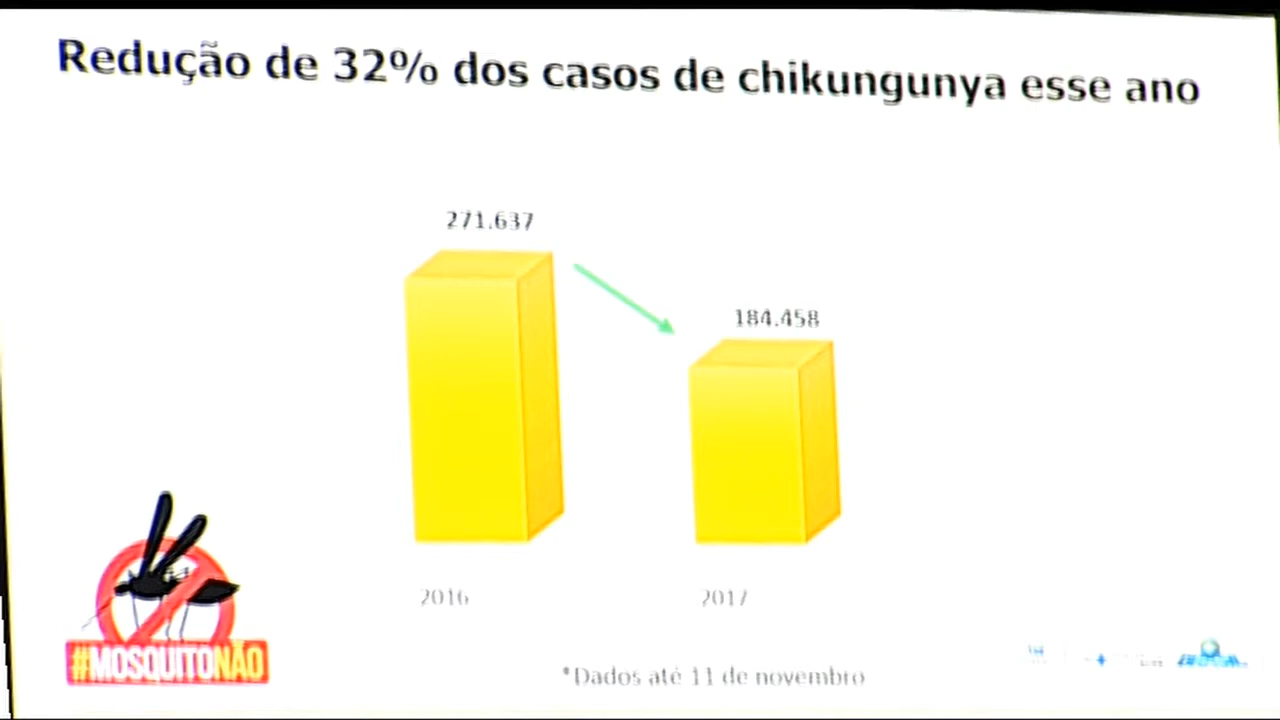 Redução de 32% dos casos de chikungunya esse ano
271.637
184.458
2016
2017
#MOSQUITONÃO
*Dados até 11 de novembro